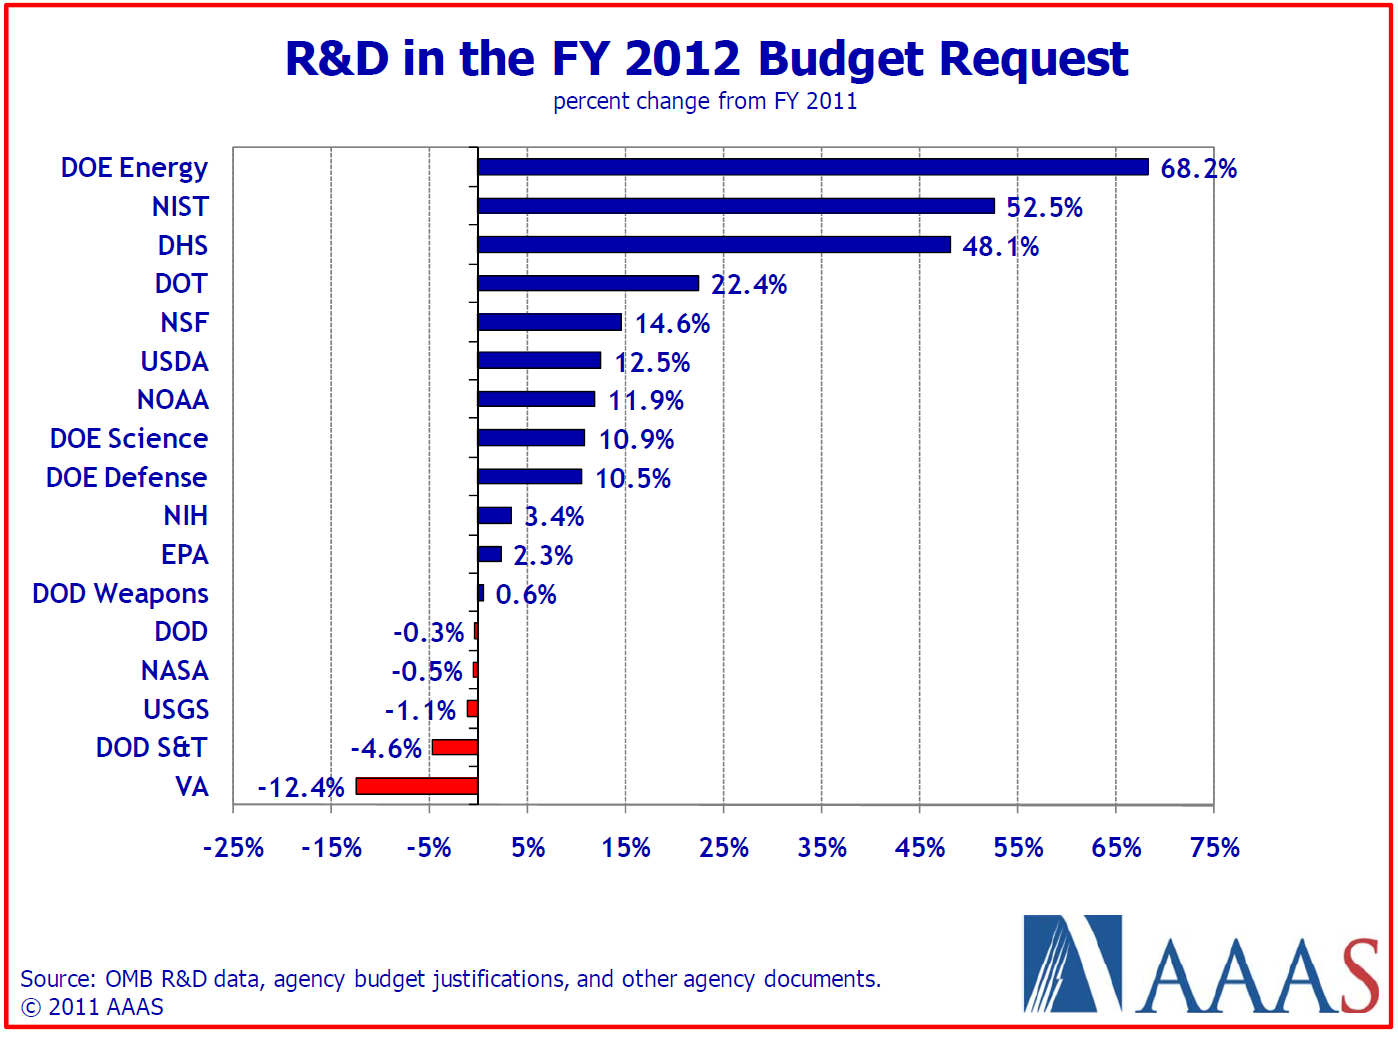 R&D in the FY 2012 Budget Request
percent change from FY 2011
DOE Energy 68.2%
NIST 52.5%
DHS 48.1%
DOT 22.4%
NSF 14.6%
USDA 12.5%
NOAA 11.9%
DOE Science 10.9%
DOE Defense 10.5%
NIH 3.4%
EPA 2.3%
DOD Weapons 0.6%
DOD -0.3%
NASA -0.5%
USGS -1.1%
DOD S&T -4.6%
VA -12.4%
-25% -15% -5% 5% 15% 25% 35% 45% 55% 65% 75%
AAAS
Source: OMB R&D data, agency budget justifications, and other agency documents.
© 2011 AAAS